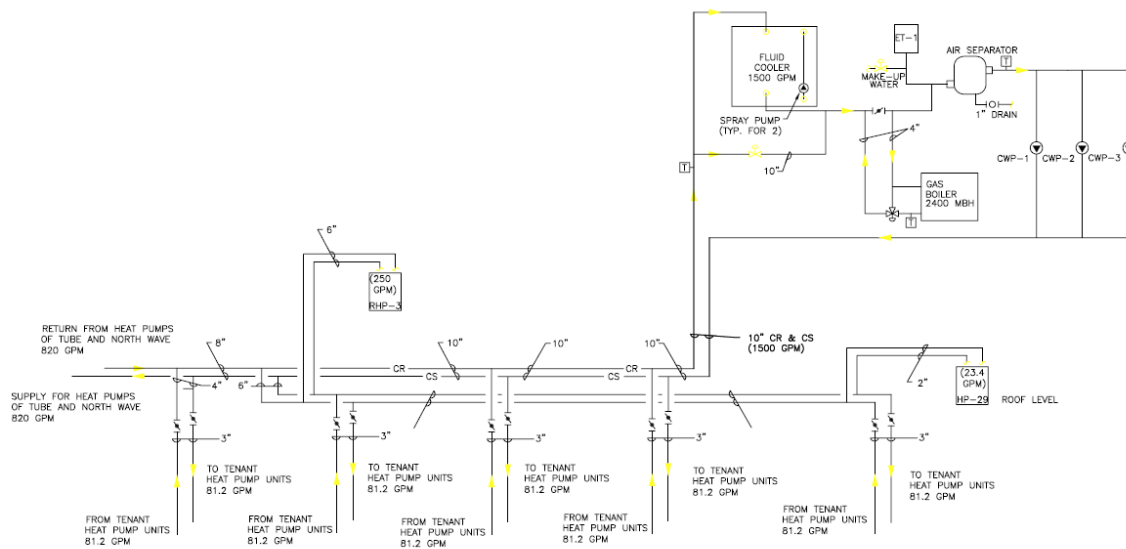 ET-1
AIR SEPARATOR
T
FLUID
COOLER
1500 GPM
MAKE-UP
WATER
1" DRAIN
SPRAY PUMP
(TYP. FOR 2)
4"
CWP-1
CWP-2
CWP-3
T
10"
GAS
BOILER
2400 MBH
T
6"
(250
GPM)
RHP-3
RETURN FROM HEAT PUMPS
OF TUBE AND NORTH WAVE
820 GPM
8"
10"
10"
10"
10" CR & CS
(1500 GPM)
CR
CR
CS
CS
4"
6"
2"
(23.4
GPM)
HP-29
ROOF LEVEL
SUPPLY FOR HEAT PUMPS
OF TUBE AND NORTH WAVE
820 GPM
3"
3"
3"
3"
3"
TO TENANT
HEAT PUMP UNITS
81.2 GPM
TO TENANT
HEAT PUMP UNITS
81.2 GPM
TO TENANT
HEAT PUMP UNITS
81.2 GPM
TO TENANT
HEAT PUMP UNITS
81.2 GPM
TO TENANT
HEAT PUMP UNITS
81.2 GPM
FROM TENANT
HEAT PUMP UNITS
81.2 GPM
FROM TENANT
HEAT PUMP UNITS
81.2 GPM
FROM TENANT
HEAT PUMP UNITS
81.2 GPM
FROM TENANT
HEAT PUMP UNITS
81.2 GPM
FROM TENANT
HEAT PUMP UNITS
81.2 GPM